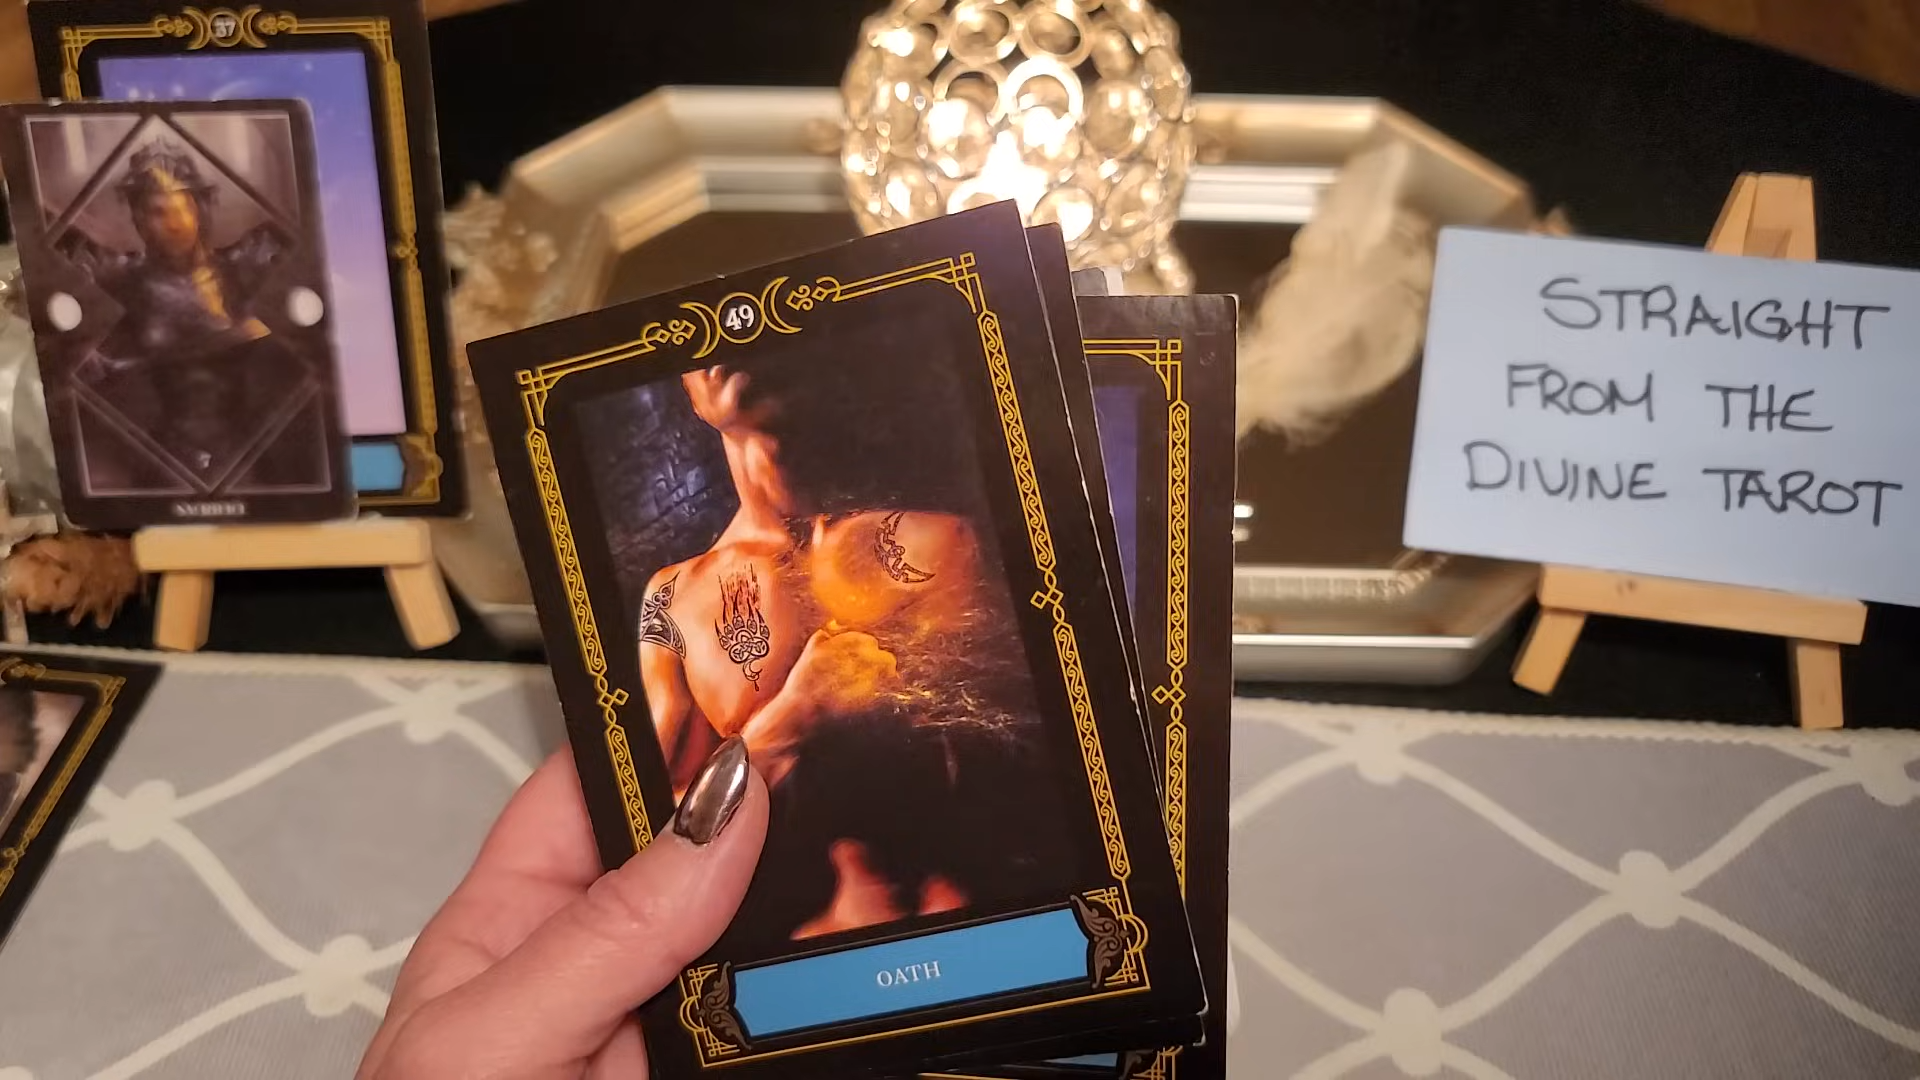 37
49
OATH
STRAIGHT
FROM THE
DIVINE TAROT